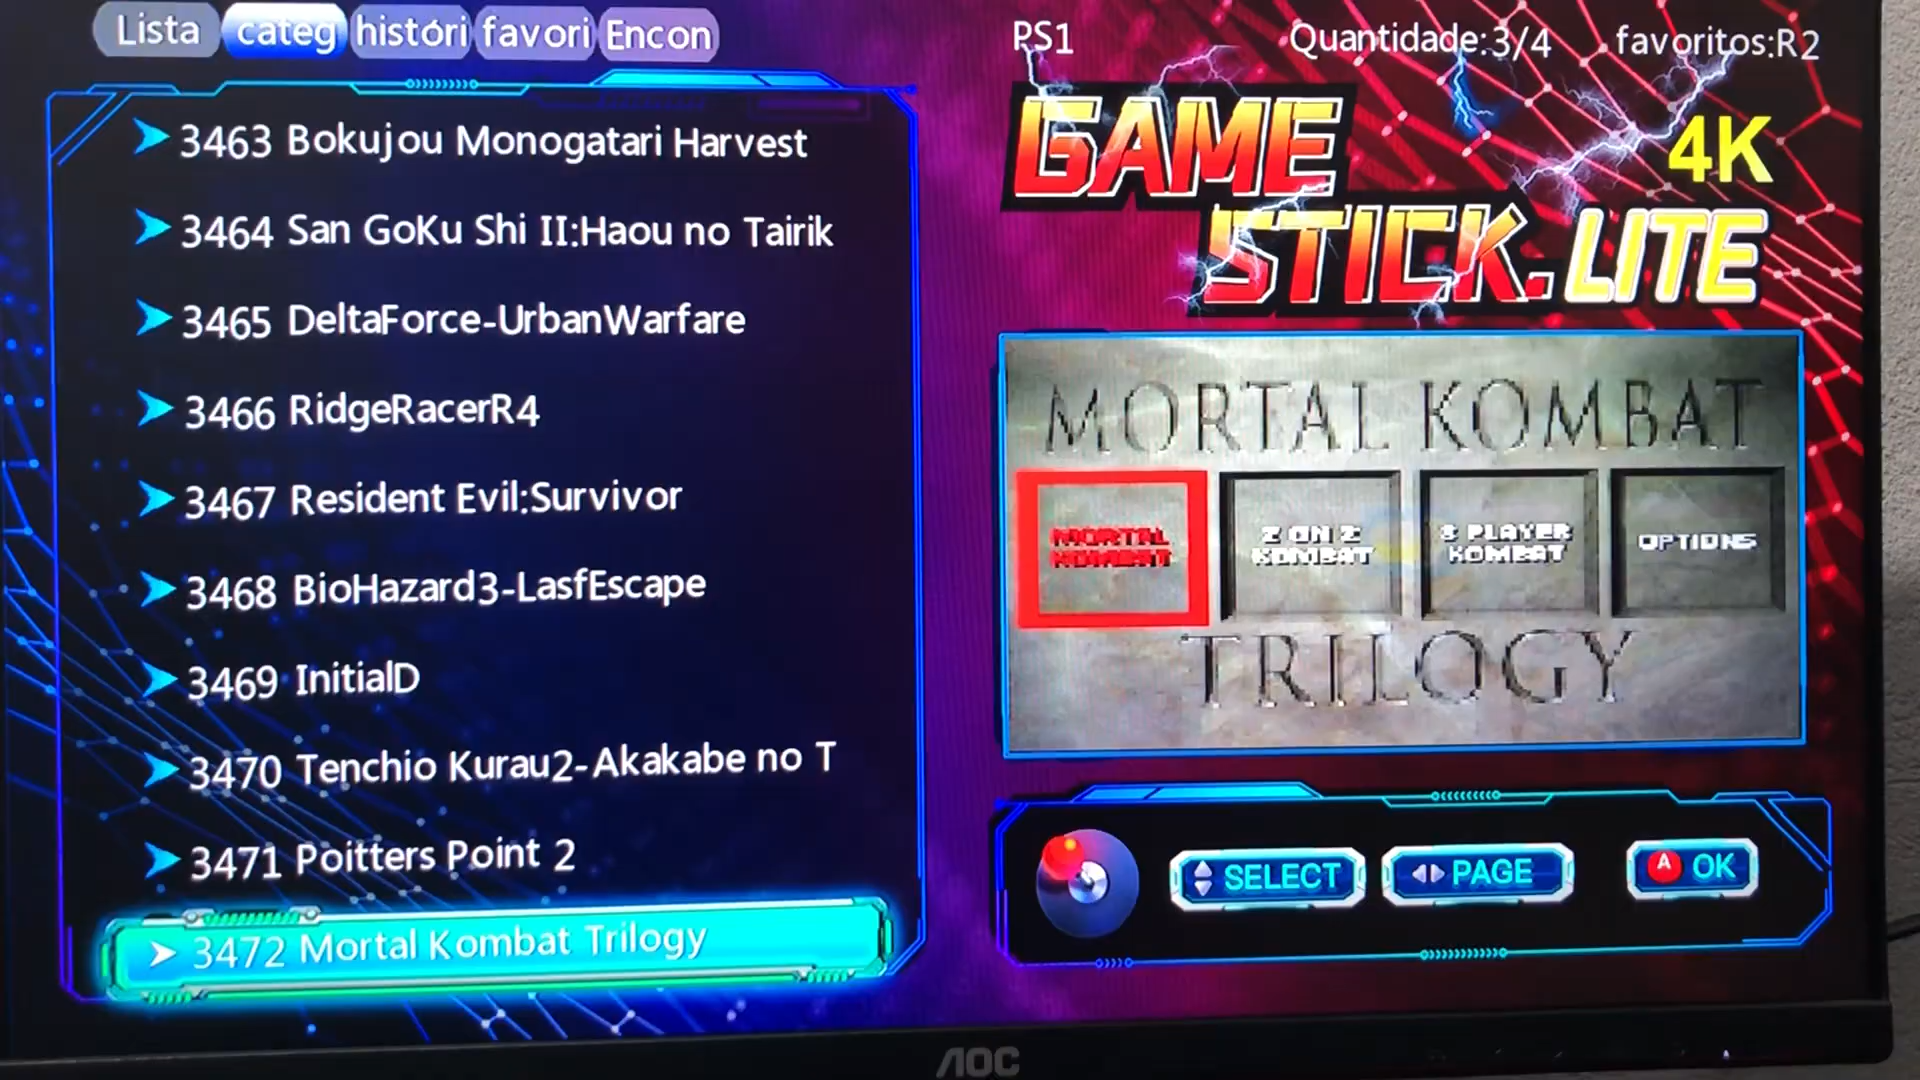 Lista categ históri favori Encon
PS1 Quantidade:3/4 favoritos:R2
GAME
STICK.LITE
4K
3463 Bokujou Monogatari Harvest
3464 San GoKu Shi II:Haou no Tairik
3465 DeltaForce-UrbanWarfare
3466 RidgeRacerR4
3467 Resident Evil:Survivor
3468 BioHazard3-LasfEscape
3469 InitialD
3470 Tenchio Kurau2-Akakabe no T
3471 Poitters Point 2
3472 Mortal Kombat Trilogy
MORTAL KOMBAT
MORTAL
KOMBAT
2 ON 2
KOMBAT
3 PLAYER
KOMBAT
OPTIONS
TRILOGY
SELECT
PAGE
A OK
AOC